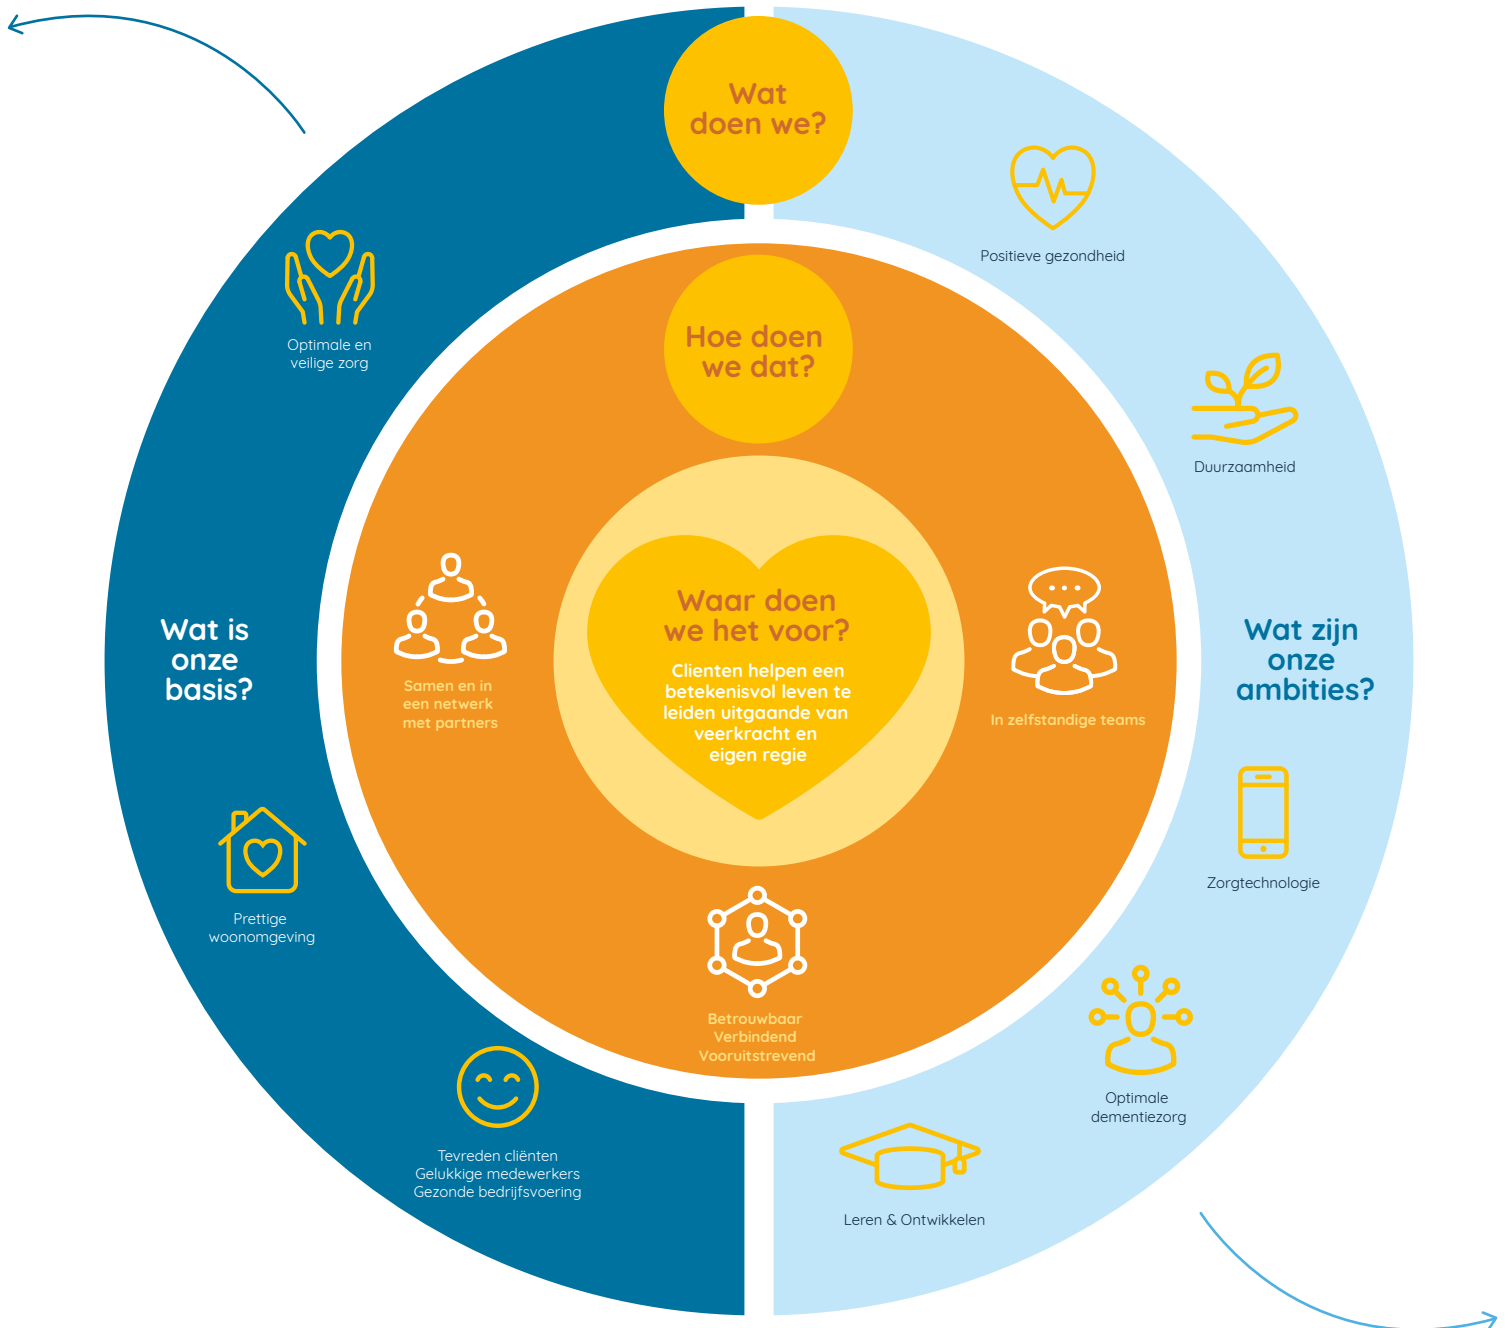 Wat
doen we?
Positieve gezondheid
Optimale en
veilige zorg
Hoe doen
we dat?
Duurzaamheid
Wat is
onze
basis?
Samen en in
een netwerk
met partners
Waar doen
we het voor?
Clienten helpen een
betekenisvol leven te
leiden uitgaande van
veerkracht en
eigen regie
In zelfstandige teams
Wat zijn
onze
ambities?
Prettige
woonomgeving
Zorgtechnologie
Betrouwbaar
Verbindend
Vooruitstrevend
Optimale
dementiezorg
Tevreden cliënten
Gelukkige medewerkers
Gezonde bedrijfsvoering
Leren & Ontwikkelen